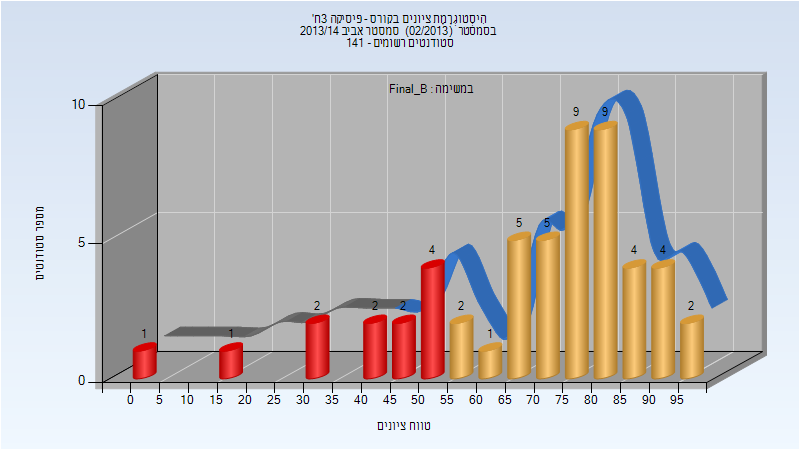 היסטוגרמת ציונים בקורס - פיסיקה 3ח'
בסמסטר (02/2013) סמסטר אביב 2013/14
סטודנטים רשומים - 141
במשימה : Final_B
מספר סטודנטים
10
5
0
1 1 2 2 2 4 2 1 5 5 9 9 4 4 2
0 5 10 15 20 25 30 35 40 45 50 55 60 65 70 75 80 85 90 95
טווח ציונים